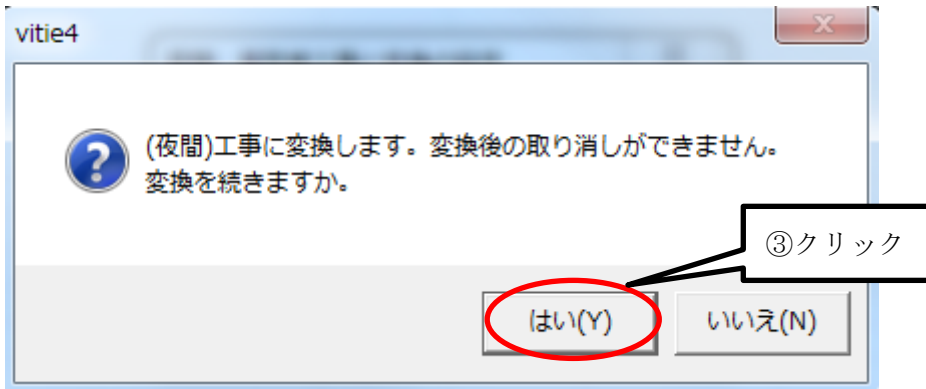 vitie4
(夜間)工事に変換します。変換後の取り消しができません。
変換を続きますか。
③クリック
はい(Y)
いいえ(N)